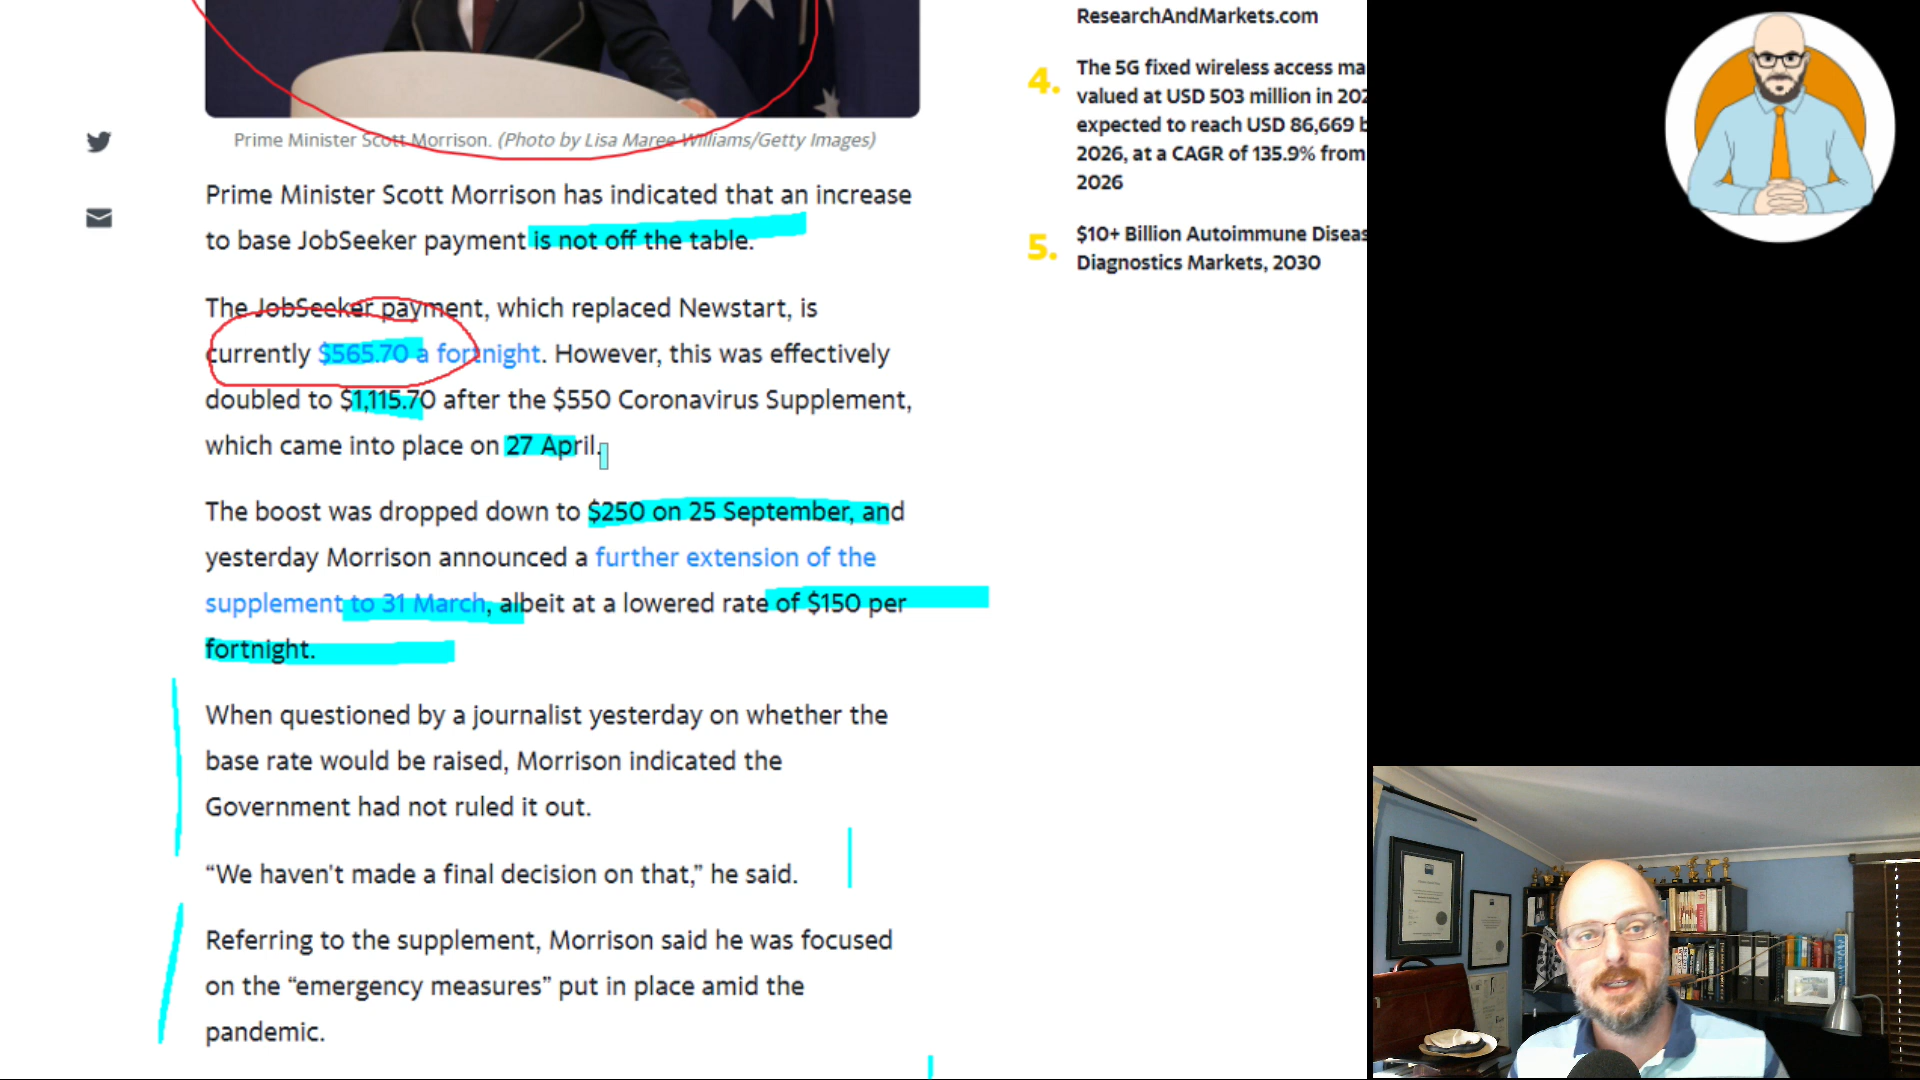 Prime Minister Scott Morrison. (Photo by Lisa Maree Williams/Getty Images)
Prime Minister Scott Morrison has indicated that an increase
to base JobSeeker payment is not off the table.
The JobSeeker payment, which replaced Newstart, is
currently $565.70 a fortnight. However, this was effectively
doubled to $1,115.70 after the $550 Coronavirus Supplement,
which came into place on 27 April.
The boost was dropped down to $250 on 25 September, and
yesterday Morrison announced a further extension of the
supplement to 31 March, albeit at a lowered rate of $150 per
fortnight.
When questioned by a journalist yesterday on whether the
base rate would be raised, Morrison indicated the
Government had not ruled it out.
“We haven't made a final decision on that,” he said.
Referring to the supplement, Morrison said he was focused
on the “emergency measures” put in place amid the
pandemic.
ResearchAndMarkets.com
4. The 5G fixed wireless access
valued at USD 503 million in
expected to reach USD 86,669
2026, at a CAGR of 135.9% from
2026
5. $10+ Billion Autoimmune
Diagnostics Markets, 2030